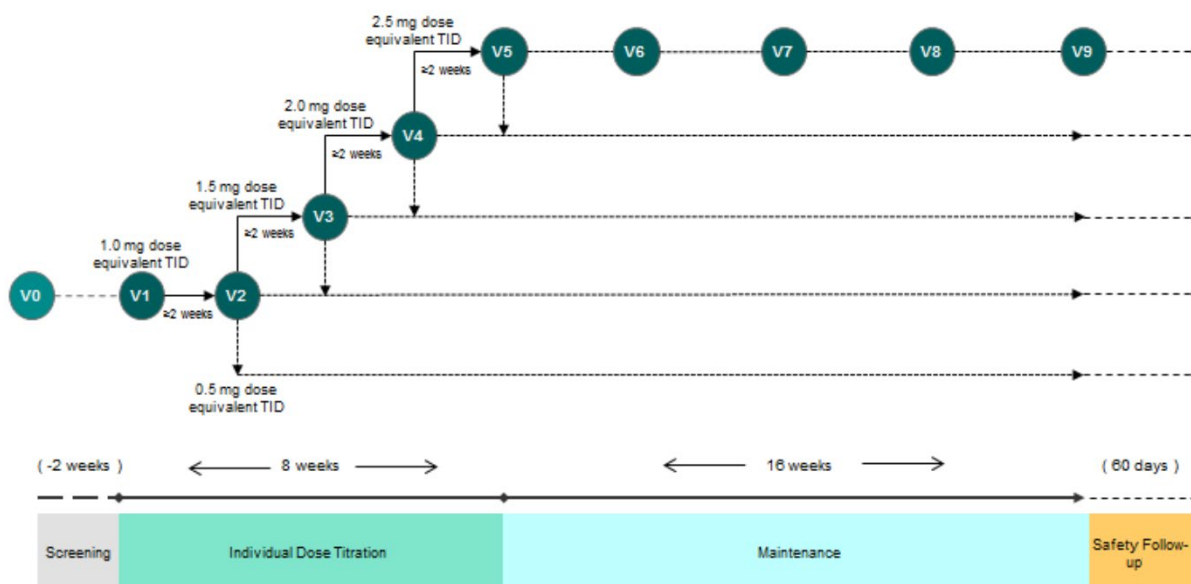 2.5 mg dose
equivalent TID
≥2 weeks
V5
V6
V7
V8
V9
2.0 mg dose
equivalent TID
≥2 weeks
V4
1.5 mg dose
equivalent TID
≥2 weeks
V3
1.0 mg dose
equivalent TID
V0
V1
≥2 weeks
V2
0.5 mg dose
equivalent TID
( -2 weeks )
8 weeks
16 weeks
( 60 days )
Screening
Individual Dose Titration
Maintenance
Safety Follow-
up